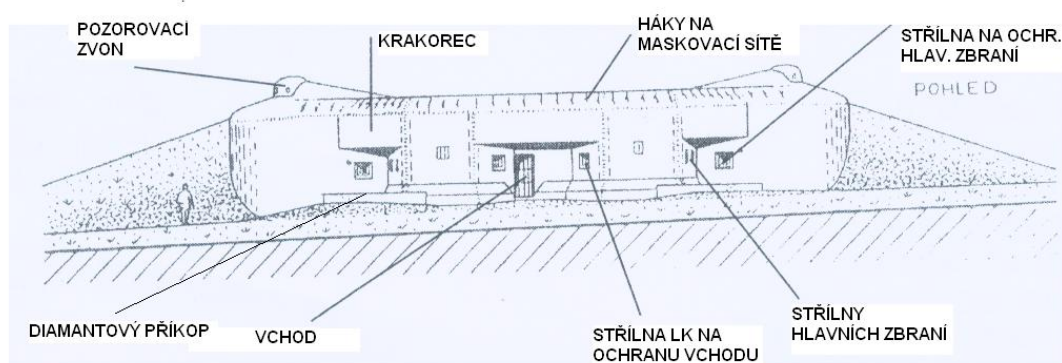 POZOROVACÍ
ZVON
KRAKOREC
HÁKY NA
MASKOVACÍ SÍTĚ
STŘÍLNA NA OCHR.
HLAV. ZBRANÍ
POHLED
DIAMANTOVÝ PŘÍKOP
VCHOD
STŘÍLNA LK NA
OCHRANU VCHODU
STŘÍLNY
HLAVNÍCH ZBRANÍ